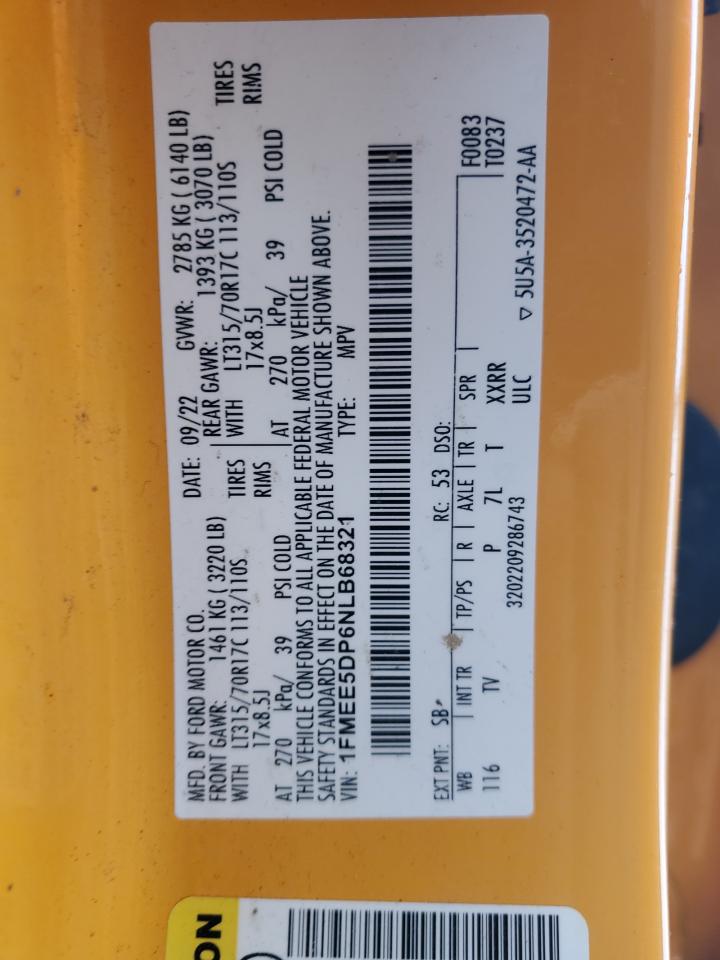 MFD. BY FORD MOTOR CO. DATE: 09/22 GVWR: 2785 KG ( 6140 LB)
FRONT GAWR: 1461 KG ( 3220 LB) REAR GAWR: 1393 KG ( 3070 LB)
WITH LT315/70R17C 113/110S TIRES WITH LT315/70R17C 113/110S TIRES
17x8.5J RIMS 17x8.5J RIMS
AT 270 kPa/ 39 PSI COLD AT 270 kPa/ 39 PSI COLD
THIS VEHICLE CONFORMS TO ALL APPLICABLE FEDERAL MOTOR VEHICLE
SAFETY STANDARDS IN EFFECT ON THE DATE OF MANUFACTURE SHOWN ABOVE.
VIN: 1FMEE5DP6NLB68321 TYPE: MPV
EXT PNT: SB RC: 53 DSO:
WB INT TR TP/PS R AXLE TR SPR F0083
116 TV P 7L T XXRR T0237
3202209286743 ULC ▽ 5U5A-3520472-AA
ON